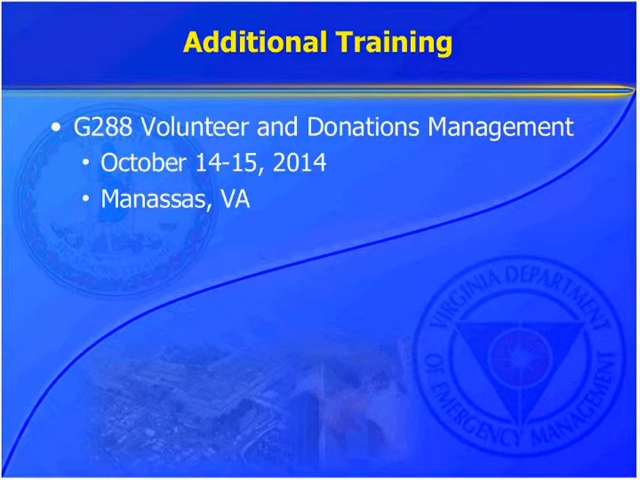 Additional Training
• G288 Volunteer and Donations Management
• October 14-15, 2014
• Manassas, VA
VIRGINIA DEPARTMENT
OF EMERGENCY MANAGEMENT